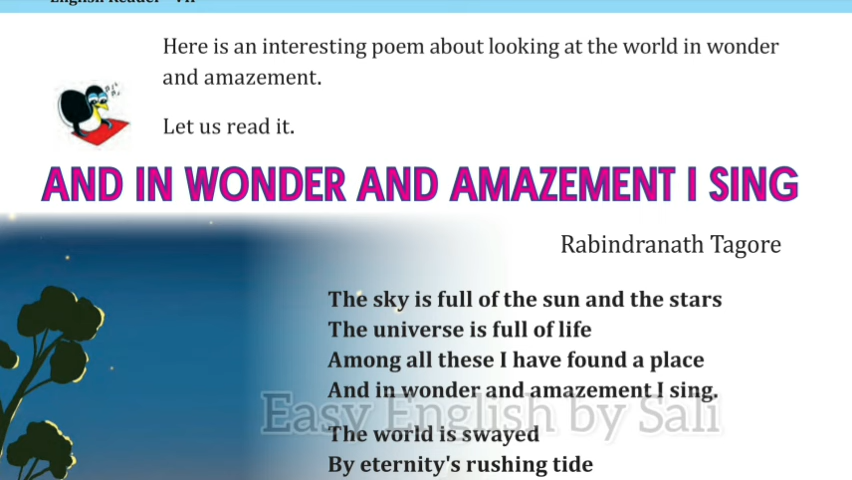 English Reader - VII
Here is an interesting poem about looking at the world in wonder
and amazement.
Let us read it.
AND IN WONDER AND AMAZEMENT I SING
Rabindranath Tagore
The sky is full of the sun and the stars
The universe is full of life
Among all these I have found a place
And in wonder and amazement I sing.
Easy English by Sali
The world is swayed
By eternity's rushing tide